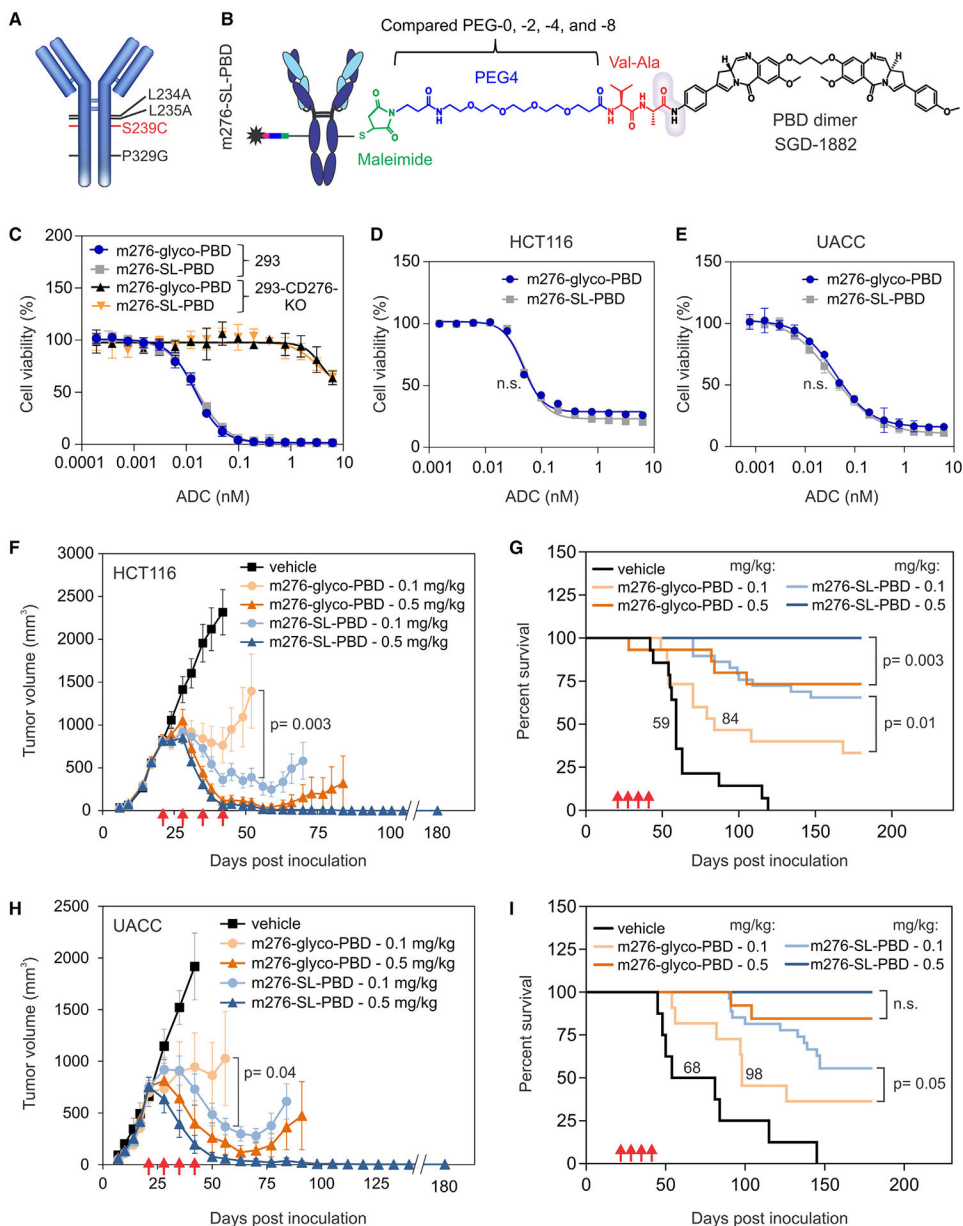 A
L234A
L235A
S239C
P329G
B
Compared PEG-0, -2, -4, and -8
m276-SL-PBD
PEG4
Val-Ala
Maleimide
PBD dimer
SGD-1882
C
m276-glyco-PBD
m276-SL-PBD
293
m276-glyco-PBD
m276-SL-PBD
293-CD276-
KO
Cell viability (%)
200
150
100
50
0
0.0001 0.001 0.01 0.1 1 10
ADC (nM)
D
HCT116
m276-glyco-PBD
m276-SL-PBD
n.s.
Cell viability (%)
150
100
50
0
0.001 0.01 0.1 1 10
ADC (nM)
E
UACC
m276-glyco-PBD
m276-SL-PBD
n.s.
Cell viability (%)
150
100
50
0
0.001 0.01 0.1 1 10
ADC (nM)
F
HCT116
vehicle
m276-glyco-PBD - 0.1 mg/kg
m276-glyco-PBD - 0.5 mg/kg
m276-SL-PBD - 0.1 mg/kg
m276-SL-PBD - 0.5 mg/kg
p= 0.003
Tumor volume (mm³)
3000
2500
2000
1500
1000
500
0
0 25 50 75 100 180
Days post inoculation
G
vehicle mg/kg: mg/kg:
m276-glyco-PBD - 0.1 m276-SL-PBD - 0.1
m276-glyco-PBD - 0.5 m276-SL-PBD - 0.5
p= 0.003
p= 0.01
59
84
Percent survival
150
125
100
75
50
25
0
0 50 100 150 200
Days post inoculation
H
UACC
vehicle
m276-glyco-PBD - 0.1 mg/kg
m276-glyco-PBD - 0.5 mg/kg
m276-SL-PBD - 0.1 mg/kg
m276-SL-PBD - 0.5 mg/kg
p= 0.04
Tumor volume (mm³)
2500
2000
1500
1000
500
0
0 25 50 75 100 125 180
Days post inoculation
I
vehicle mg/kg: mg/kg:
m276-glyco-PBD - 0.1 m276-SL-PBD - 0.1
m276-glyco-PBD - 0.5 m276-SL-PBD - 0.5
n.s.
p= 0.05
68
98
Percent survival
150
125
100
75
50
25
0
0 50 100 150 200
Days post inoculation